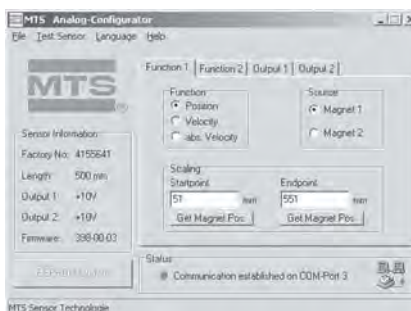 MTS Analog-Configurator
File Test Sensor Language Help
Function 1 Function 2 Output 1 Output 2
MTS
®
Function
Position
Velocity
abs. Velocity
Source
Magnet 1
Magnet 2
Sensor Information
Factory No: 4155641
Length: 500 mm
Output 1: +10V
Output 2: +10V
Firmware: 398-00-03
Scaling
Startpoint
51 mm
Get Magnet Pos.
Endpoint
551 mm
Get Magnet Pos.
Status
Communication established on COM-Port 3
MTS Sensor Technologie